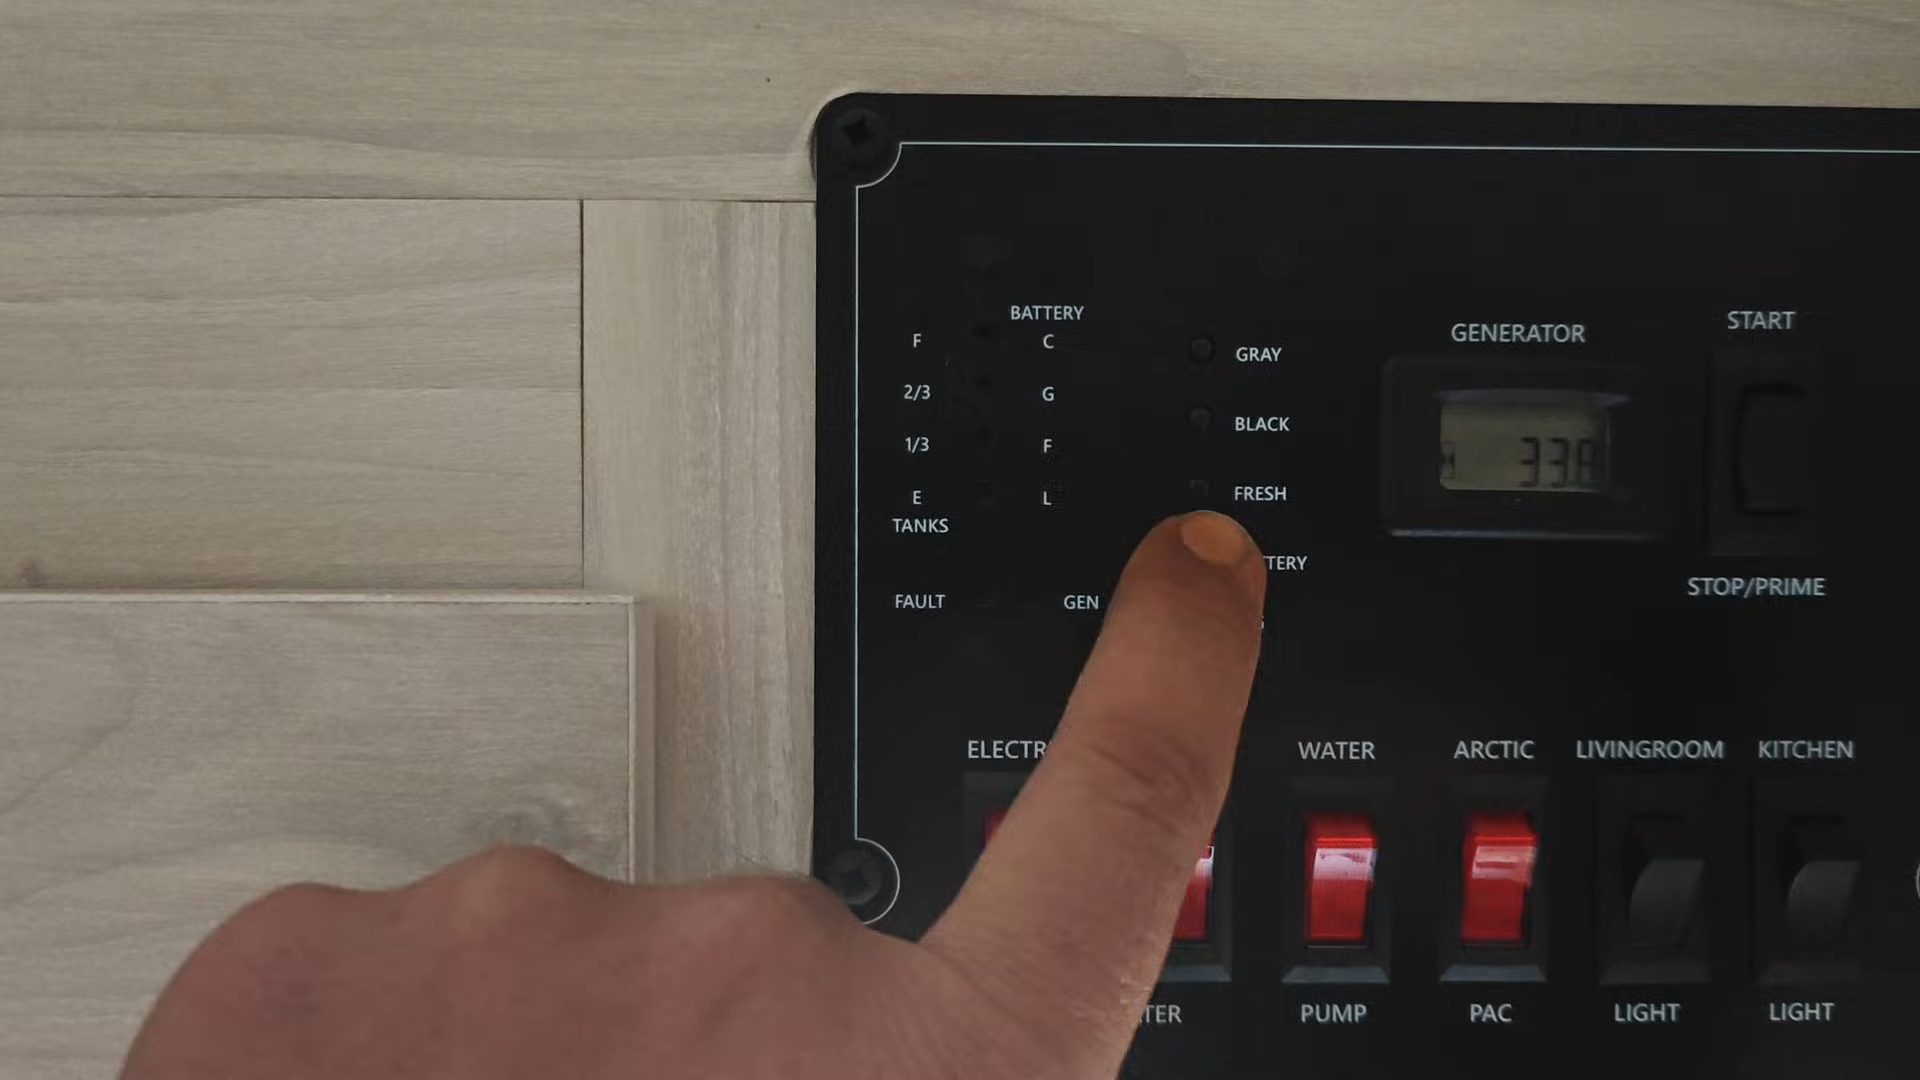 BATTERY
F C
2/3 G
1/3 F
E L
TANKS
FAULT GEN
GRAY
BLACK
FRESH
TERY
GENERATOR
338
START
STOP/PRIME
ELECTR
WATER
PUMP
ARCTIC
PAC
LIVINGROOM
LIGHT
KITCHEN
LIGHT